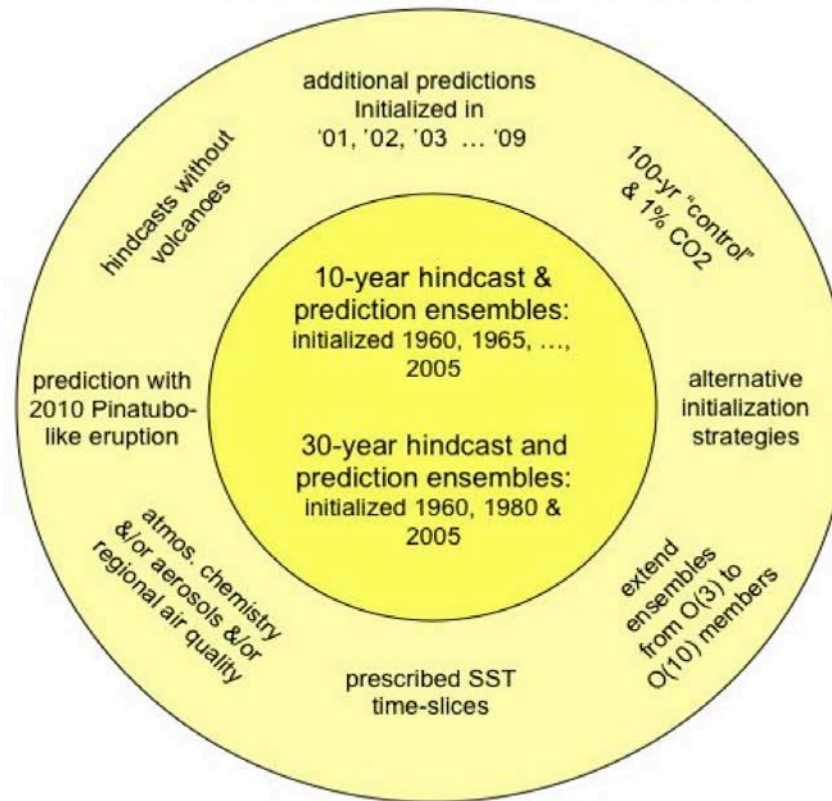 additional predictions
Initialized in
'01, '02, '03 ... '09
100-yr "control"
& 1% CO2
alternative
initialization
strategies
extend
ensembles
from O(3) to
O(10) members
prescribed SST
time-slices
atmos. chemistry
&/or aerosols &/or
regional air quality
prediction with
2010 Pinatubo-
like eruption
hindcasts without
volcanoes
10-year hindcast &
prediction ensembles:
initialized 1960, 1965, ...,
2005
30-year hindcast and
prediction ensembles:
initialized 1960, 1980 &
2005